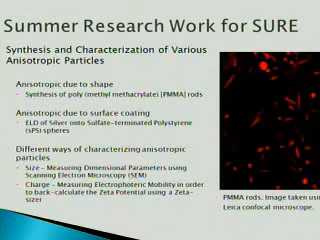 Summer Research Work for SURE
Synthesis and Characterization of Various
Anisotropic Particles
Anisotropic due to shape
Synthesis of poly (methyl methacrylate) [PMMA] rods
Anisotropic due to surface coating
ELD of Silver onto Sulfate-terminated Polystyrene
(sPS) spheres
Different ways of characterizing anisotropic
particles
Size – Measuring Dimensional Parameters using
Scanning Electron Microscopy (SEM)
Charge – Measuring Electrophoretic Mobility in order
to back-calculate the Zeta Potential using a Zeta-
sizer
PMMA rods. Image taken usin
Leica confocal microscope.